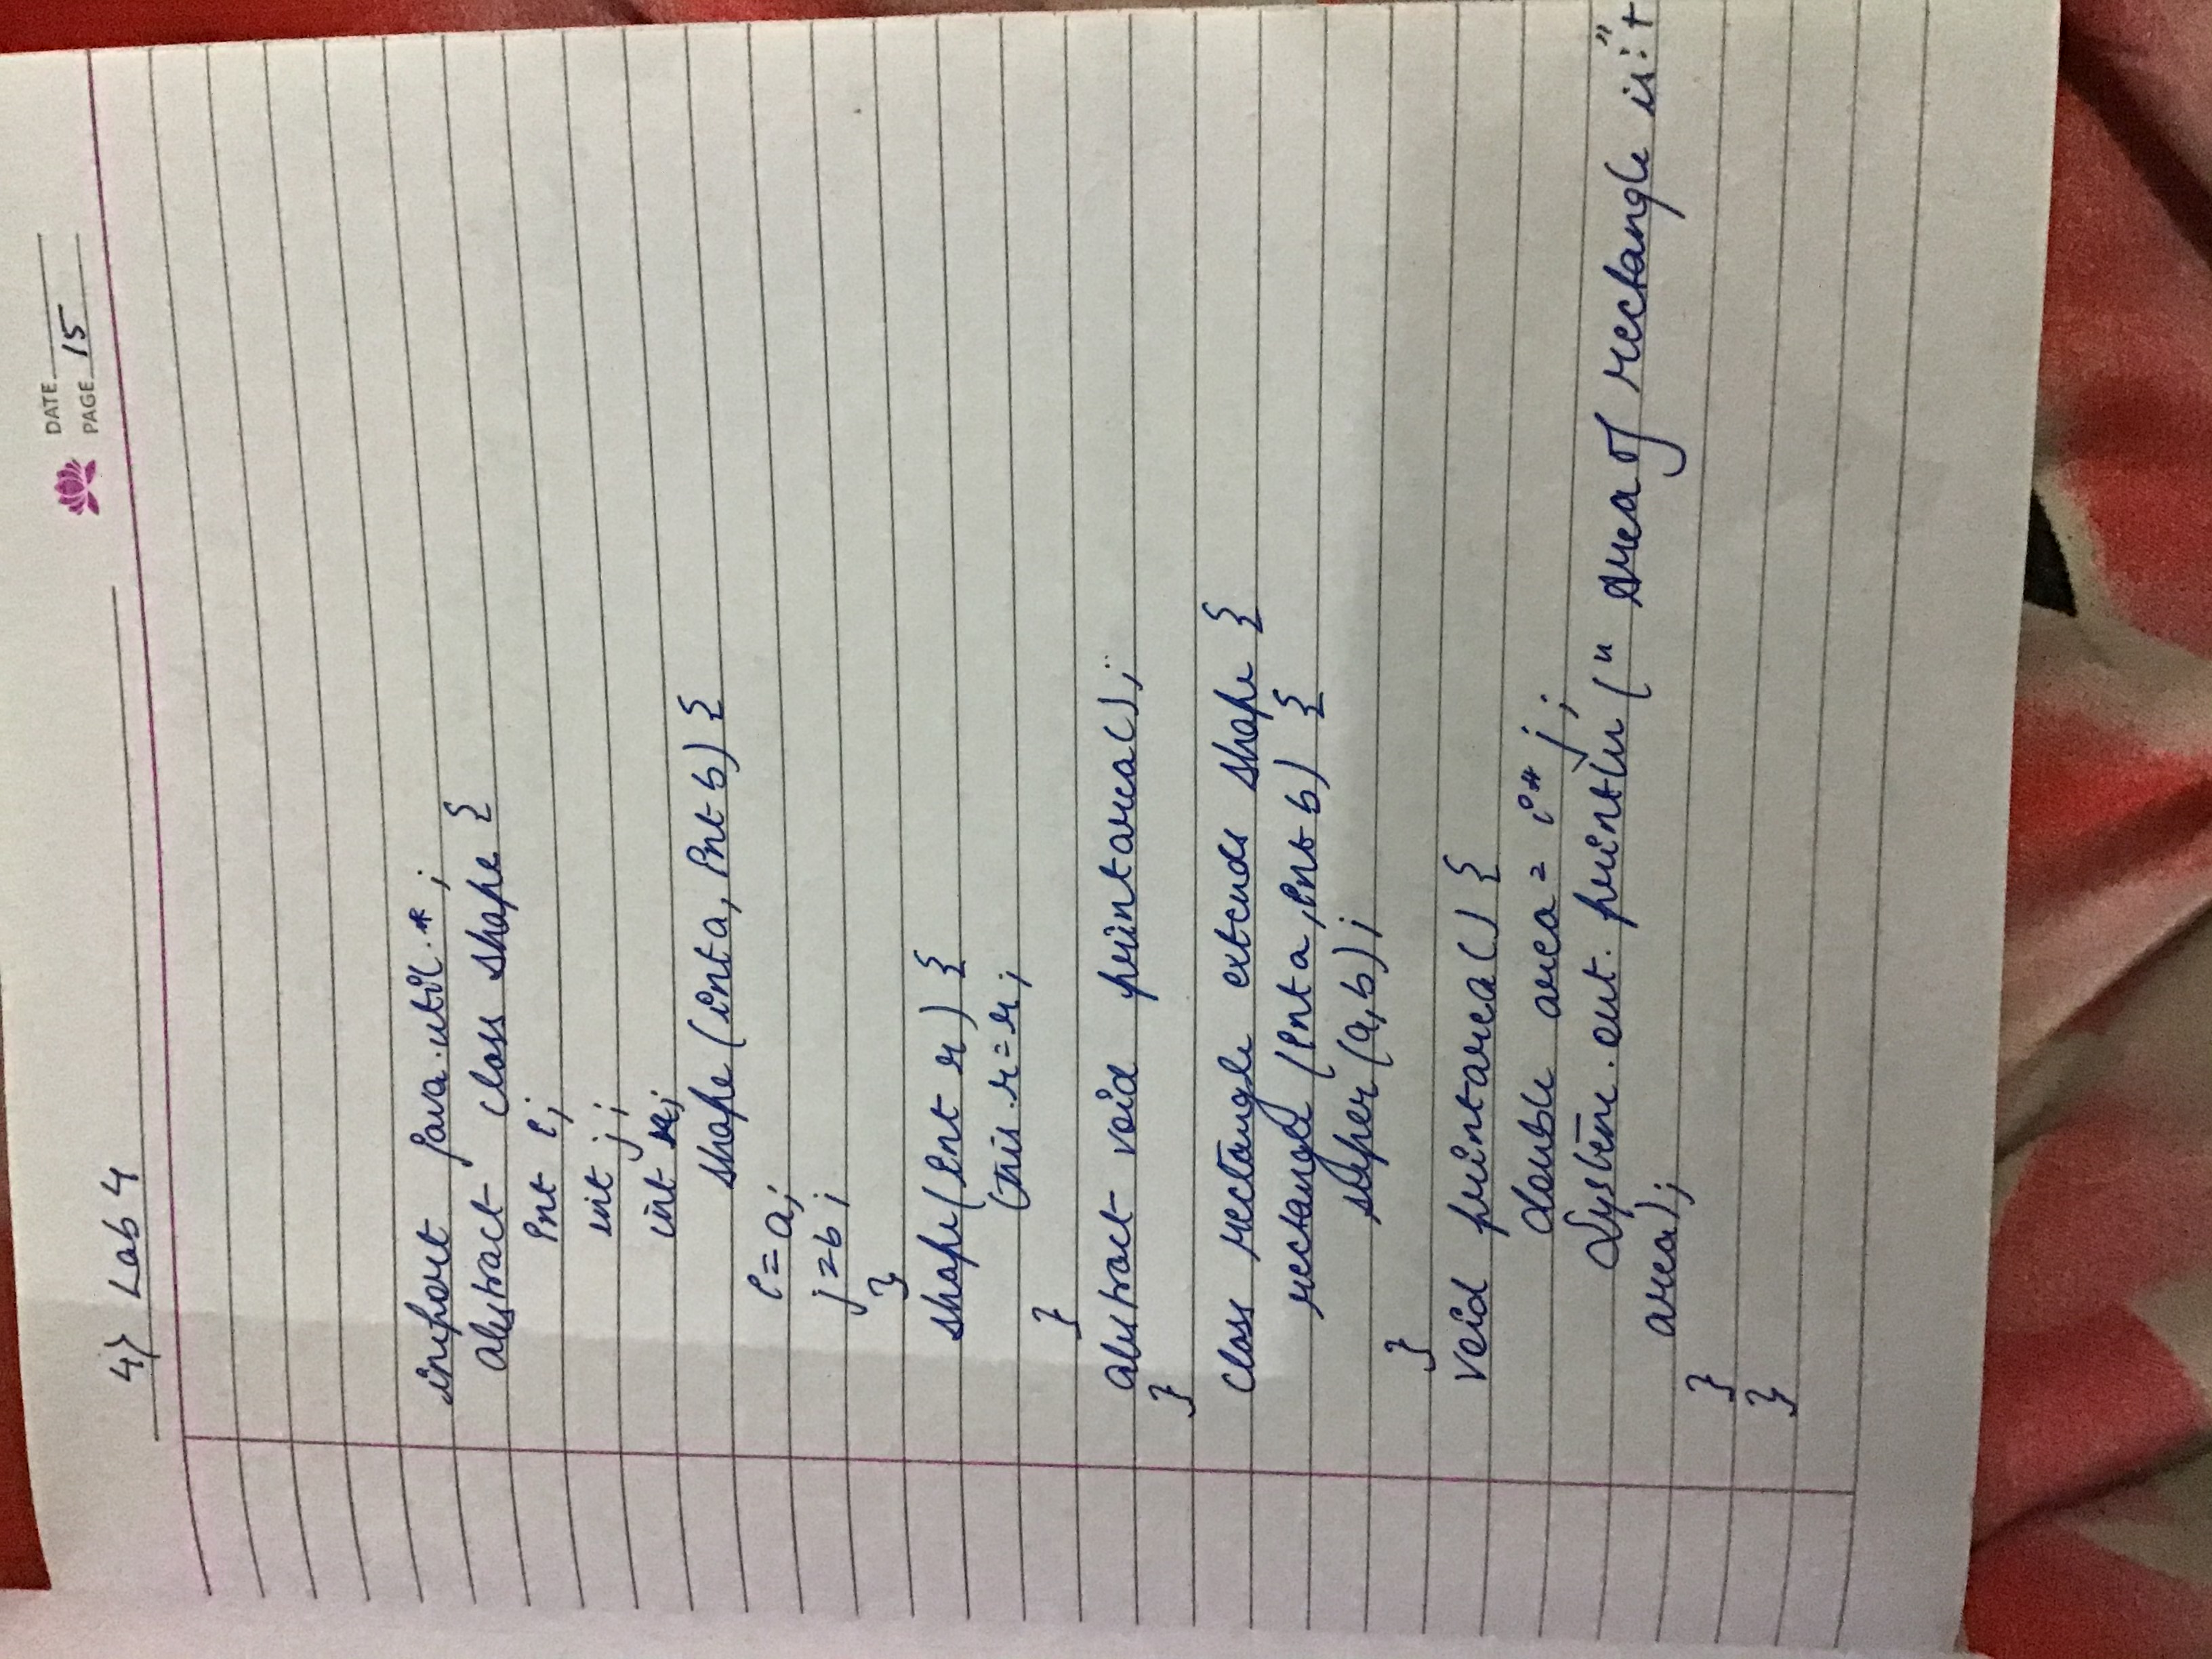 DATE
PAGE 15
4) Lab 4
import java.util.*;
abstract class shape {
int i;
int j;
int r;
shape (int a, int b) {
i = a;
j = b;
}
shape (int r) {
this.r = r;
}
abstract void printarea();
}
class rectangle extends shape {
rectangle (int a, int b) {
super (a, b);
}
void printarea() {
double area = i * j;
System.out.println (" Area of rectangle is:" +
area);
}
}